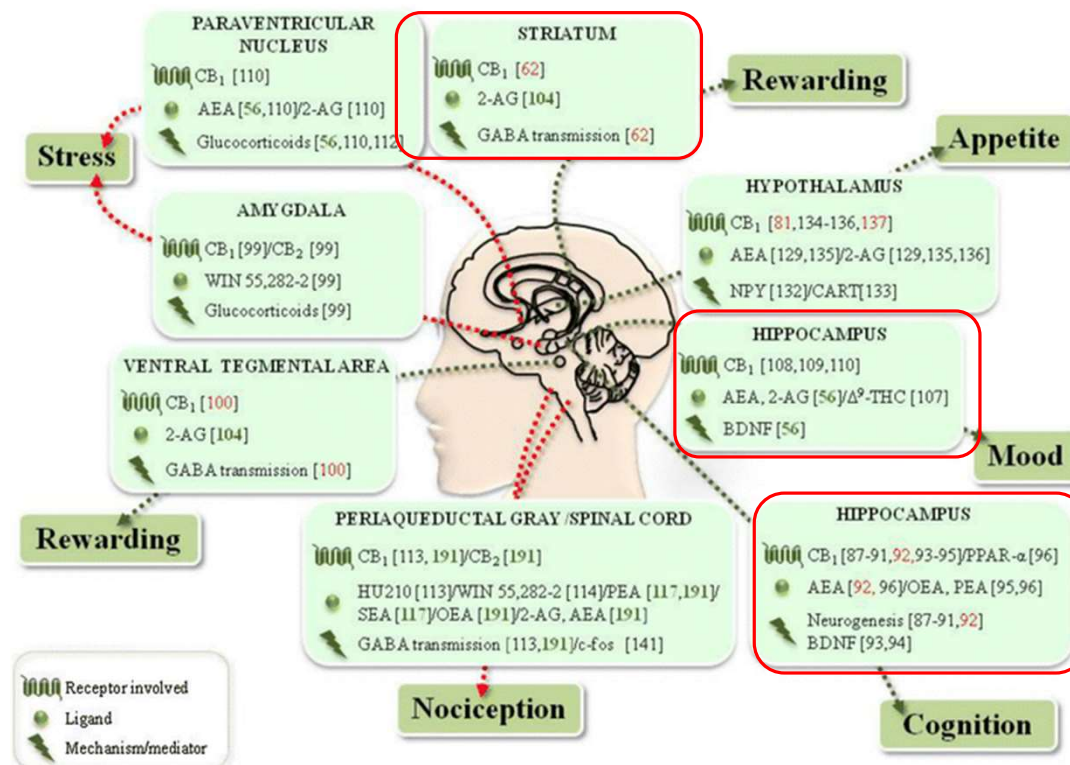 PARAVENTRICULAR
NUCLEUS
CB₁ [110]
AEA [56,110]/2-AG [110]
Glucocorticoids [56,110,112]
STRIATUM
CB₁ [62]
2-AG [104]
GABA transmission [62]
Rewarding
Stress
Appetite
AMYGDALA
CB₁[99]/CB₂ [99]
WIN 55,282-2 [99]
Glucocorticoids [99]
HYPOTHALAMUS
CB₁ [81,134-136,137]
AEA [129,135]/2-AG [129,135,136]
NPY [132]/CART[133]
HIPPOCAMPUS
CB₁ [108,109,110]
AEA, 2-AG [56]/Δ⁹-THC [107]
BDNF [56]
Mood
VENTRAL TEGMENTAL AREA
CB₁ [100]
2-AG [104]
GABA transmission [100]
Rewarding
PERIAQUEDUCTAL GRAY/SPINAL CORD
CB₁ [113, 191]/CB₂ [191]
HU210 [113]/WIN 55,282-2 [114]/PEA [117,191]/
SEA [117]/OEA [191]/2-AG, AEA [191]
GABA transmission [113,191]/c-fos [141]
Nociception
HIPPOCAMPUS
CB₁ [87-91,92,93-95]/PPAR-α [96]
AEA [92, 96]/OEA, PEA [95,96]
Neurogenesis [87-91,92]
BDNF [93,94]
Cognition
Receptor involved
Ligand
Mechanism/mediator